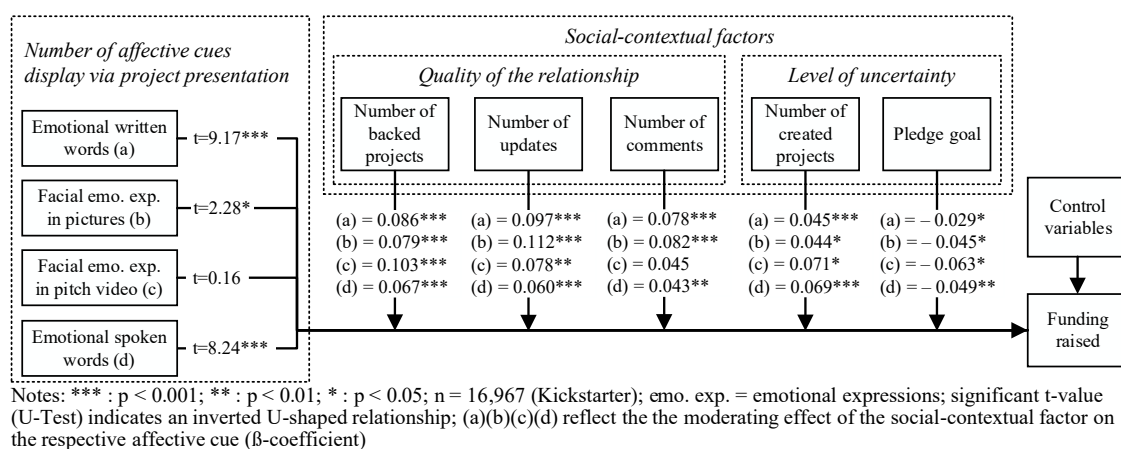 Number of affective cues
display via project presentation
Emotional written
words (a)
t=9.17***
Facial emo. exp.
in pictures (b)
t=2.28*
Facial emo. exp.
in pitch video (c)
t=0.16
Emotional spoken
words (d)
t=8.24***
Social-contextual factors
Quality of the relationship
Number of
backed
projects
Number of
updates
Number of
comments
Level of uncertainty
Number of
created
projects
Pledge goal
(a) = 0.086***
(b) = 0.079***
(c) = 0.103***
(d) = 0.067***
(a) = 0.097***
(b) = 0.112***
(c) = 0.078**
(d) = 0.060***
(a) = 0.078***
(b) = 0.082***
(c) = 0.045
(d) = 0.043**
(a) = 0.045***
(b) = 0.044*
(c) = 0.071*
(d) = 0.069***
(a) = – 0.029*
(b) = – 0.045*
(c) = – 0.063*
(d) = – 0.049**
Control
variables
Funding
raised
Notes: *** : p < 0.001; ** : p < 0.01; * : p < 0.05; n = 16,967 (Kickstarter); emo. exp. = emotional expressions; significant t-value
(U-Test) indicates an inverted U-shaped relationship; (a)(b)(c)(d) reflect the the moderating effect of the social-contextual factor on
the respective affective cue (ß-coefficient)